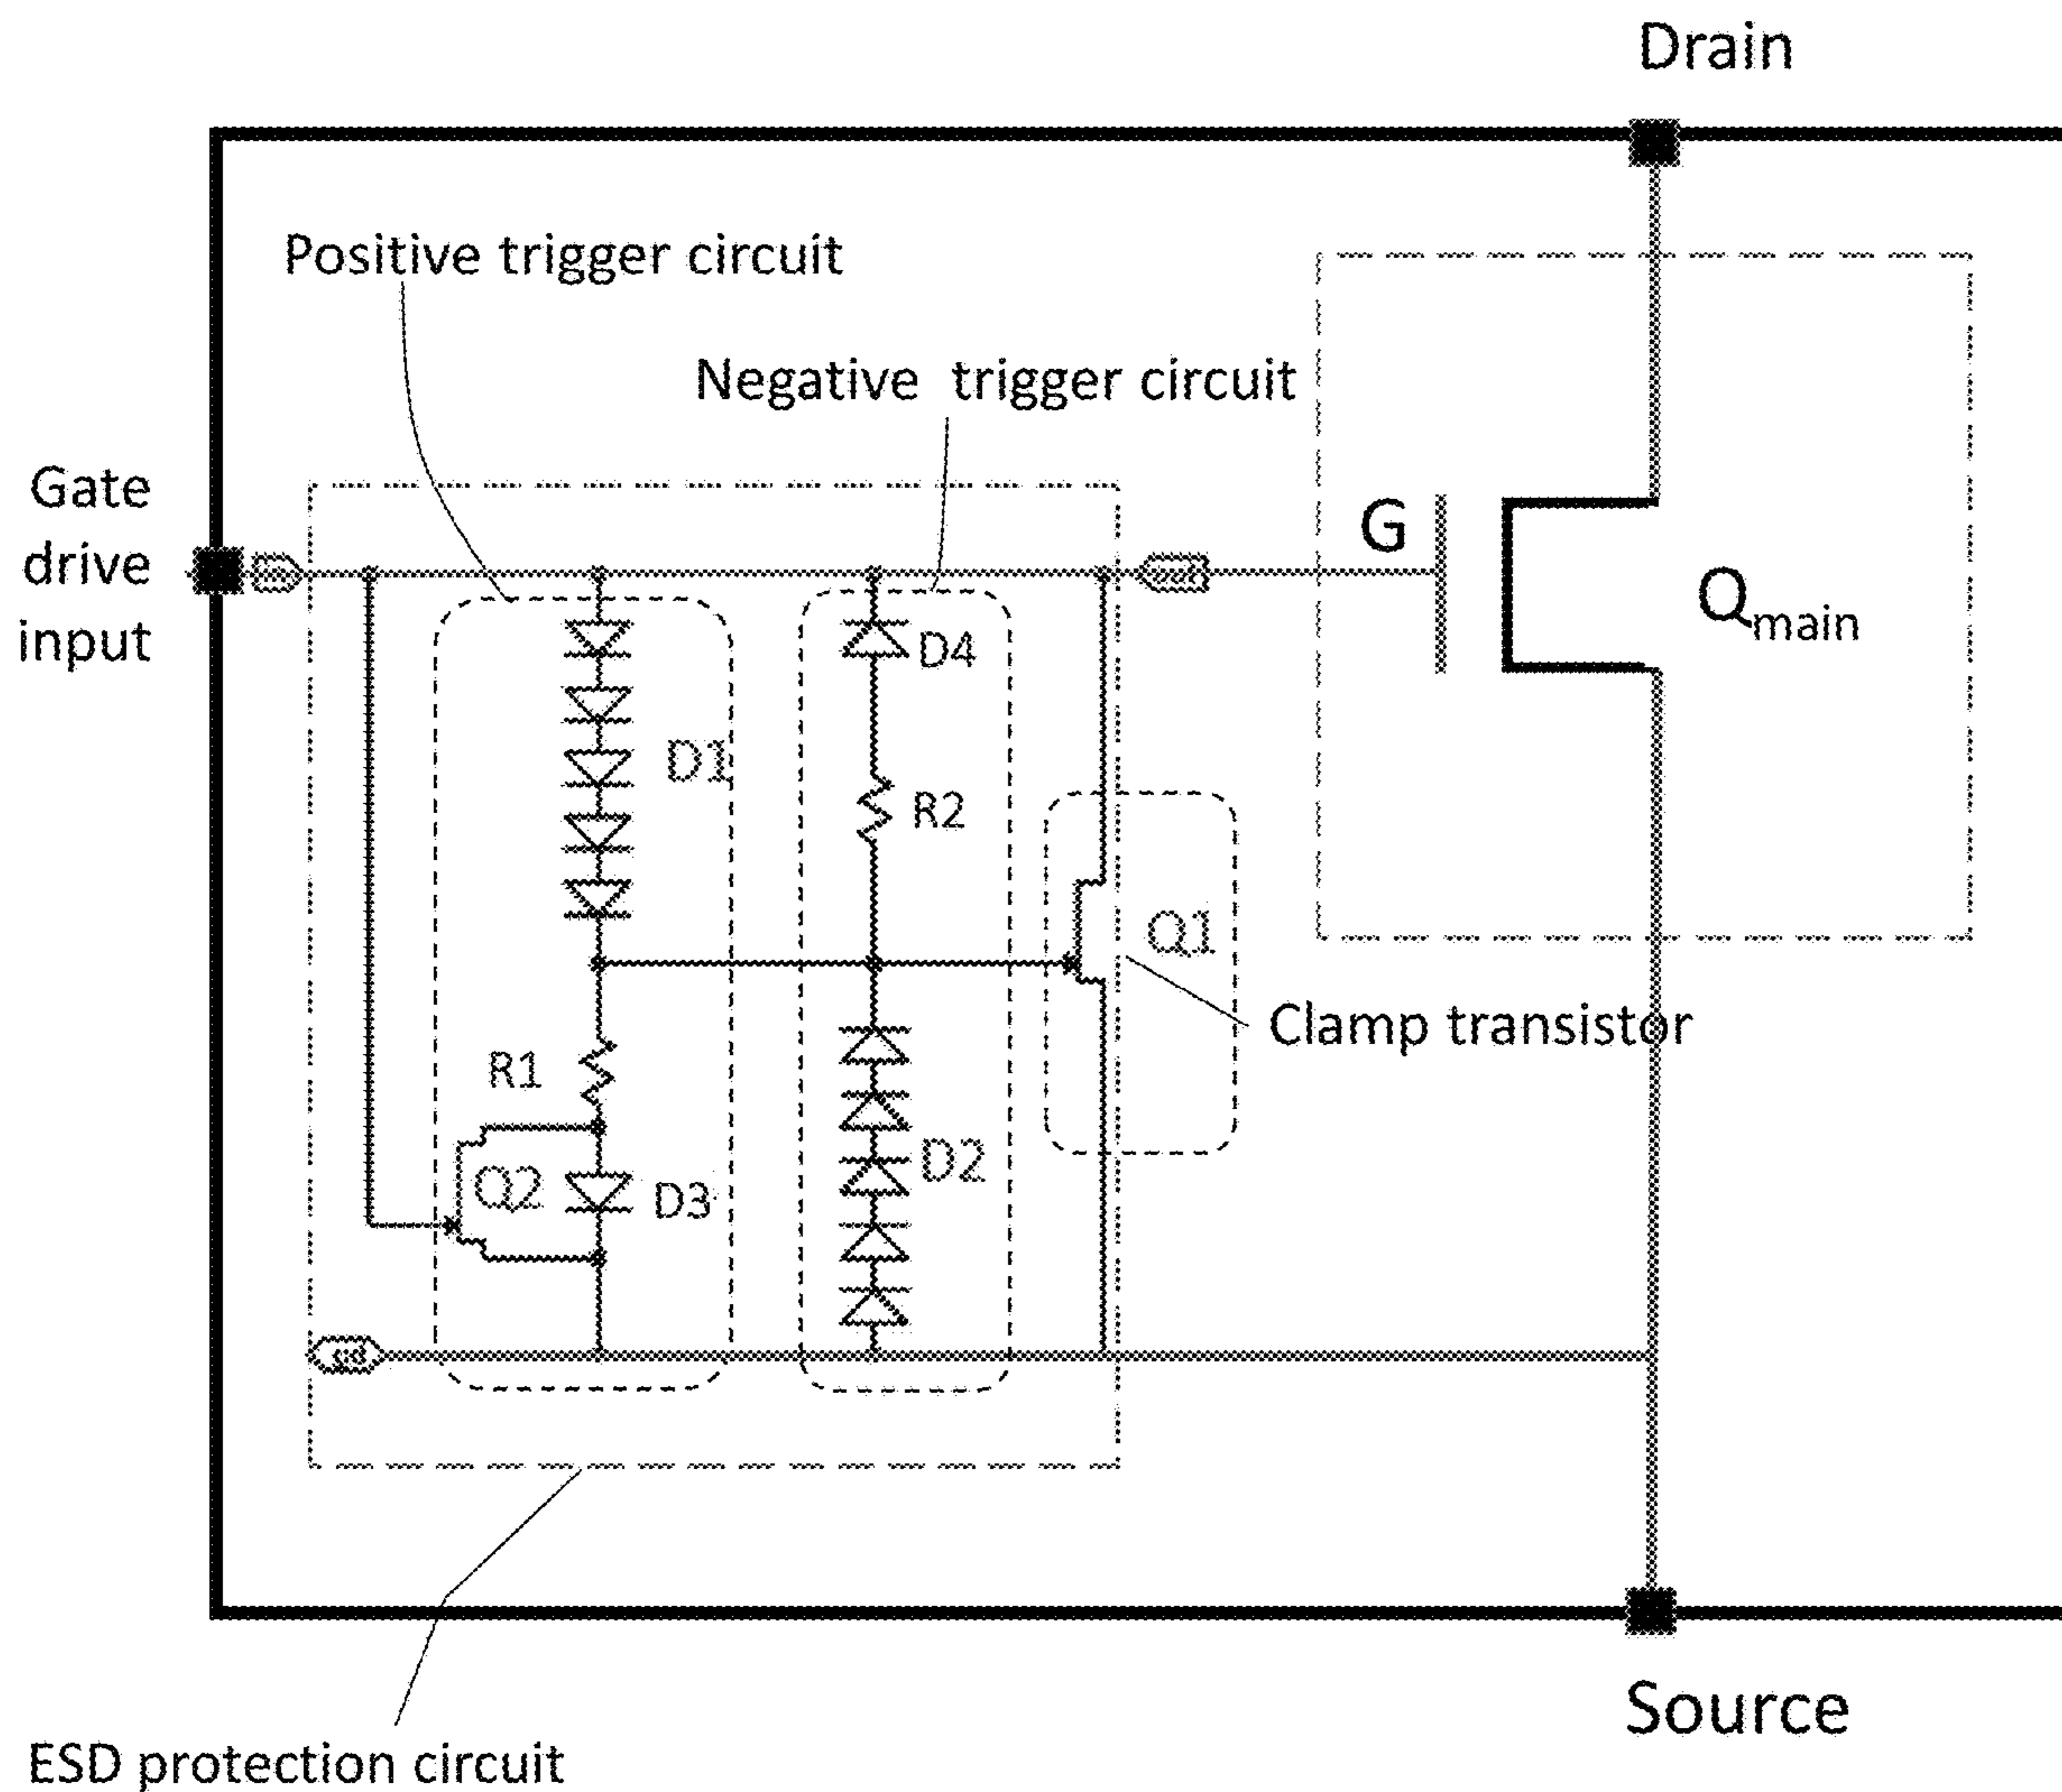 Drain
Positive trigger circuit
Negative trigger circuit
Gate
drive
input
G
Qmain
D4
D1
R2
Q1
Clamp transistor
R1
D2
Q2
D3
Source
ESD protection circuit